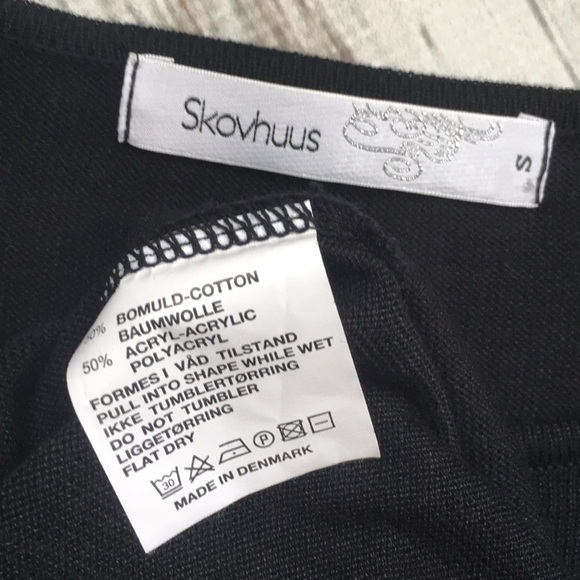 Skovhuus
S
50% BOMULD-COTTON
BAUMWOLLE
50% ACRYL-ACRYLIC
POLYACRYL
FORMES I VÅD TILSTAND
PULL INTO SHAPE WHILE WET
IKKE TUMBLERTØRRING
DO NOT TUMBLER
LIGGETØRRING
FLAT DRY
30 P
MADE IN DENMARK